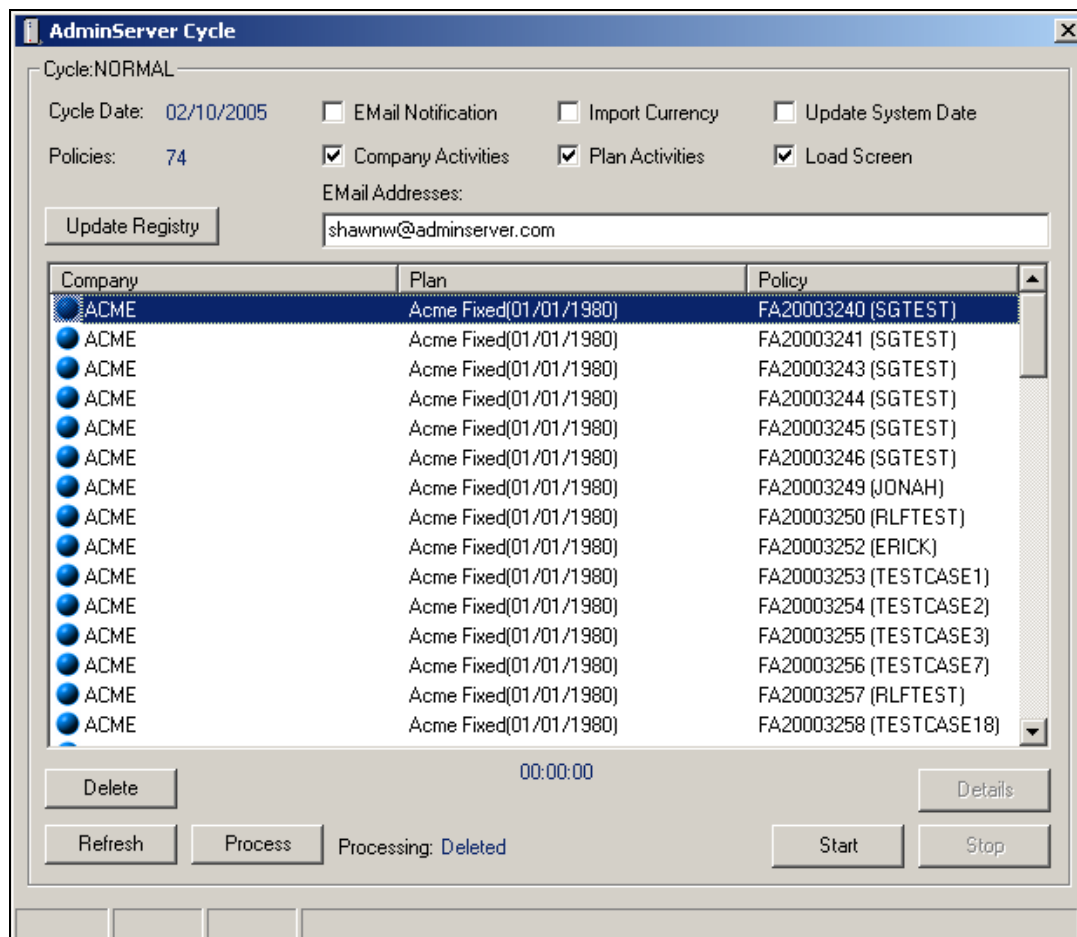 AdminServer Cycle
Cycle:NORMAL
Cycle Date: 02/10/2005 EMail Notification Import Currency Update System Date
Policies: 74 Company Activities Plan Activities Load Screen
EMail Addresses:
Update Registry shawnw@adminserver.com
Company Plan Policy
ACME Acme Fixed(01/01/1980) FA20003240 (SGTEST)
ACME Acme Fixed(01/01/1980) FA20003241 (SGTEST)
ACME Acme Fixed(01/01/1980) FA20003243 (SGTEST)
ACME Acme Fixed(01/01/1980) FA20003244 (SGTEST)
ACME Acme Fixed(01/01/1980) FA20003245 (SGTEST)
ACME Acme Fixed(01/01/1980) FA20003246 (SGTEST)
ACME Acme Fixed(01/01/1980) FA20003249 (JONAH)
ACME Acme Fixed(01/01/1980) FA20003250 (RLFTEST)
ACME Acme Fixed(01/01/1980) FA20003252 (ERICK)
ACME Acme Fixed(01/01/1980) FA20003253 (TESTCASE1)
ACME Acme Fixed(01/01/1980) FA20003254 (TESTCASE2)
ACME Acme Fixed(01/01/1980) FA20003255 (TESTCASE3)
ACME Acme Fixed(01/01/1980) FA20003256 (TESTCASE7)
ACME Acme Fixed(01/01/1980) FA20003257 (RLFTEST)
ACME Acme Fixed(01/01/1980) FA20003258 (TESTCASE18)
00:00:00
Delete Details
Refresh Process Processing: Deleted Start Stop